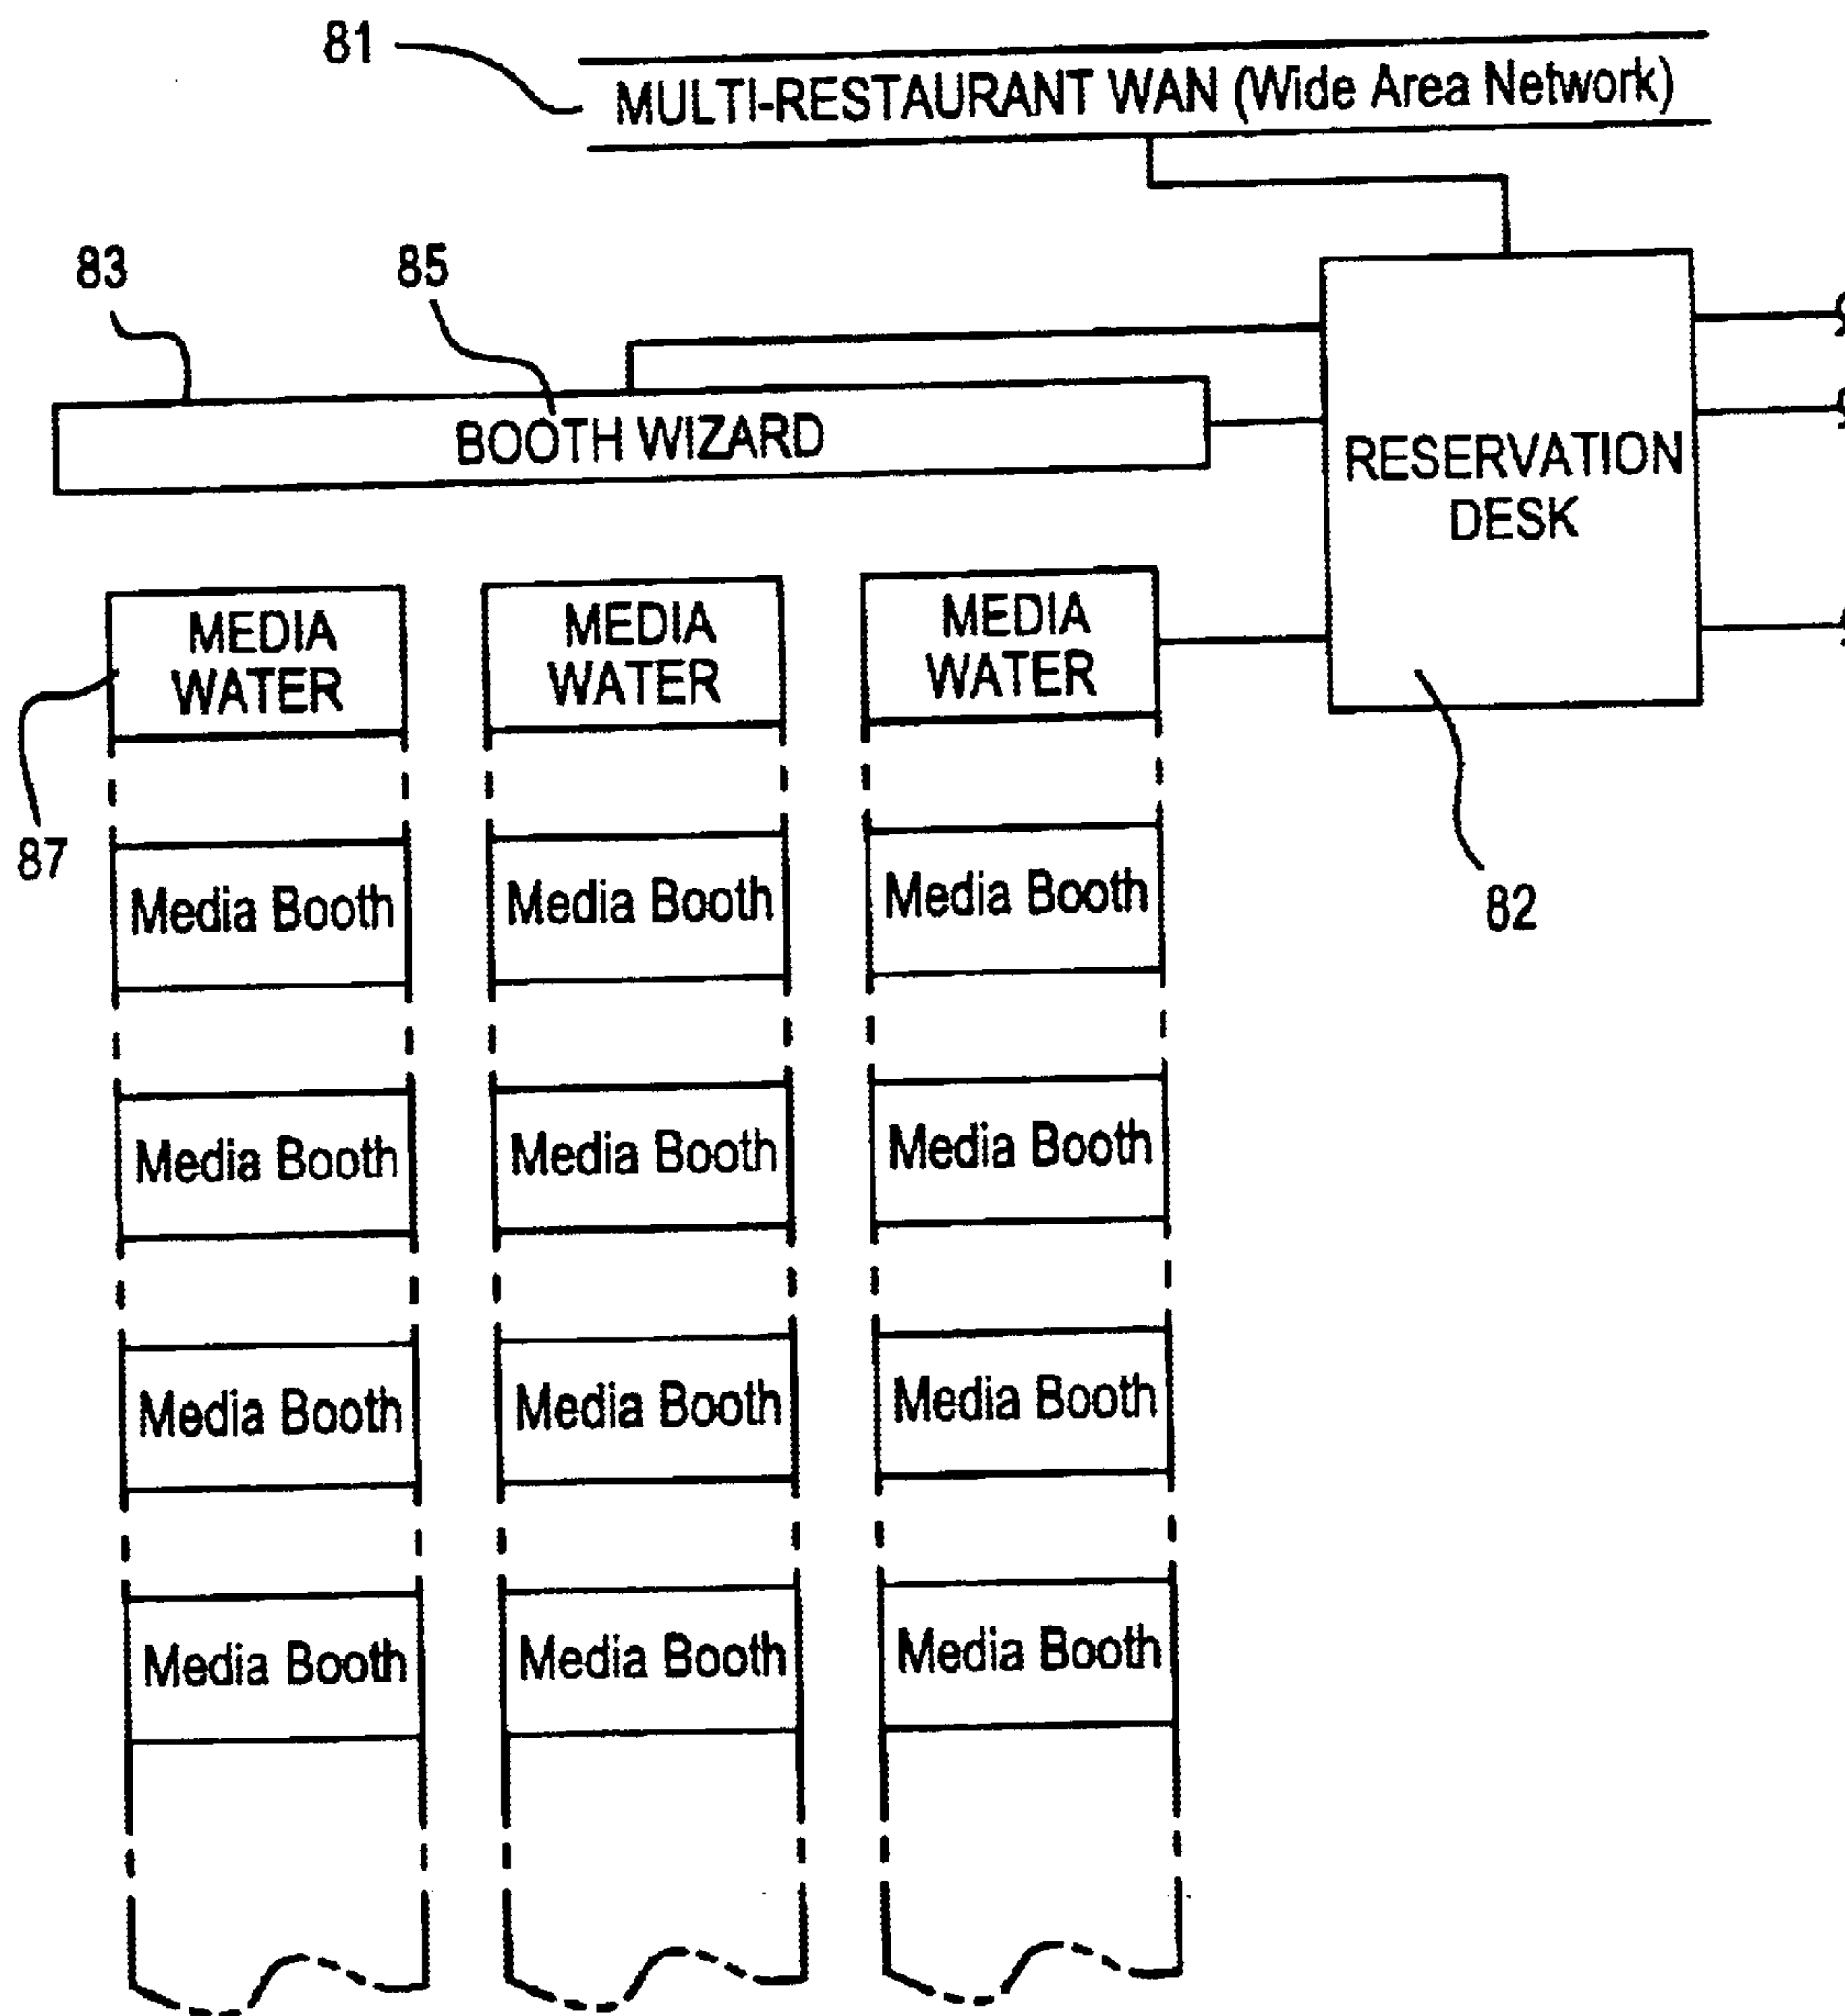 81
MULTI-RESTAURANT WAN (Wide Area Network)
83
85
BOOTH WIZARD
RESERVATION
DESK
MEDIA
WATER
MEDIA
WATER
MEDIA
WATER
87
82
Media Booth
Media Booth
Media Booth
Media Booth
Media Booth
Media Booth
Media Booth
Media Booth
Media Booth
Media Booth
Media Booth
Media Booth